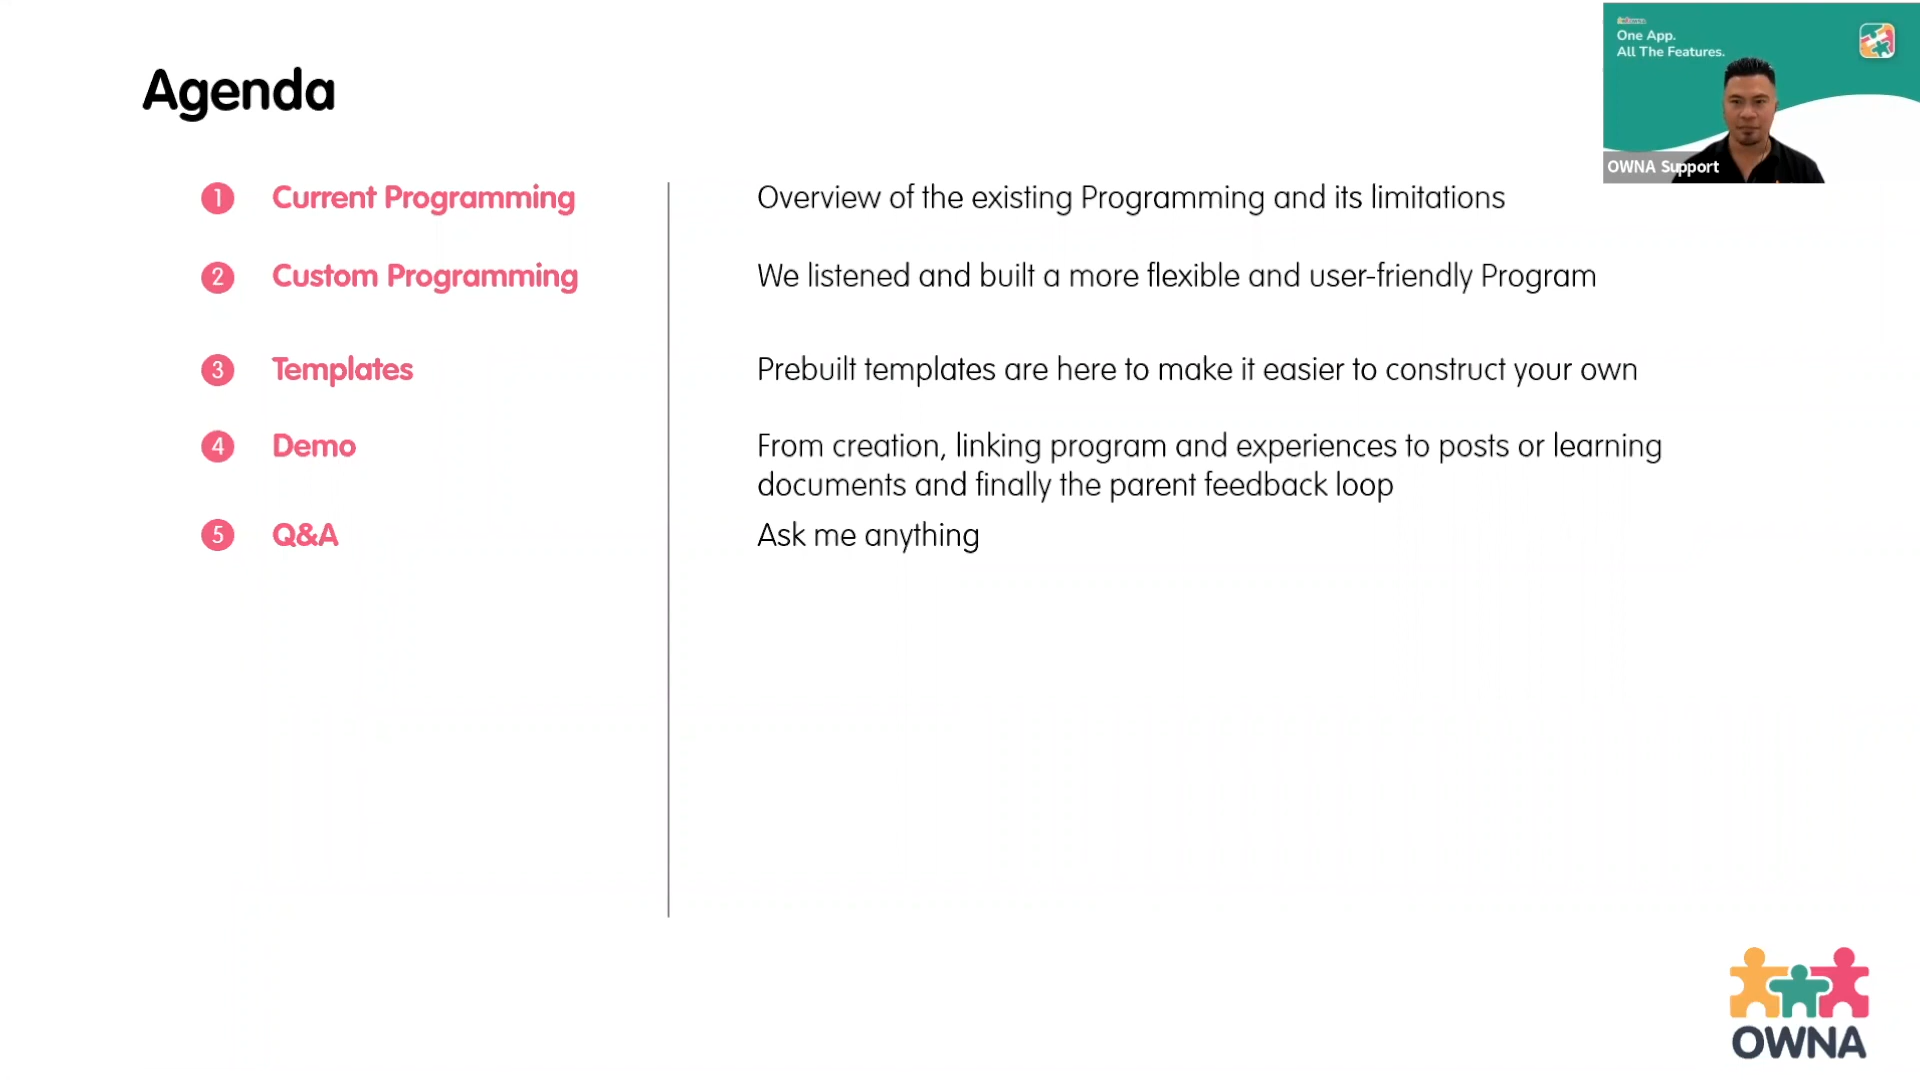 Agenda
1 Current Programming
Overview of the existing Programming and its limitations
2 Custom Programming
We listened and built a more flexible and user-friendly Program
3 Templates
Prebuilt templates are here to make it easier to construct your own
4 Demo
From creation, linking program and experiences to posts or learning
documents and finally the parent feedback loop
5 Q&A
Ask me anything
One App.
All The Features.
OWNA Support
OWNA